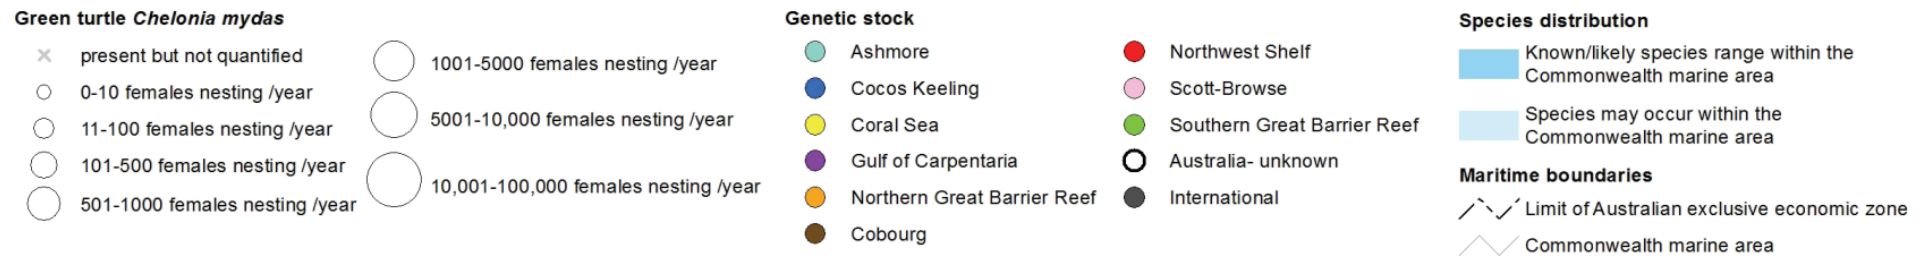 Green turtle Chelonia mydas
present but not quantified
0-10 females nesting /year
11-100 females nesting /year
101-500 females nesting /year
501-1000 females nesting /year
1001-5000 females nesting /year
5001-10,000 females nesting /year
10,001-100,000 females nesting /year
Genetic stock
Ashmore
Cocos Keeling
Coral Sea
Gulf of Carpentaria
Northern Great Barrier Reef
Cobourg
Northwest Shelf
Scott-Browse
Southern Great Barrier Reef
Australia- unknown
International
Species distribution
Known/likely species range within the
Commonwealth marine area
Species may occur within the
Commonwealth marine area
Maritime boundaries
Limit of Australian exclusive economic zone
Commonwealth marine area